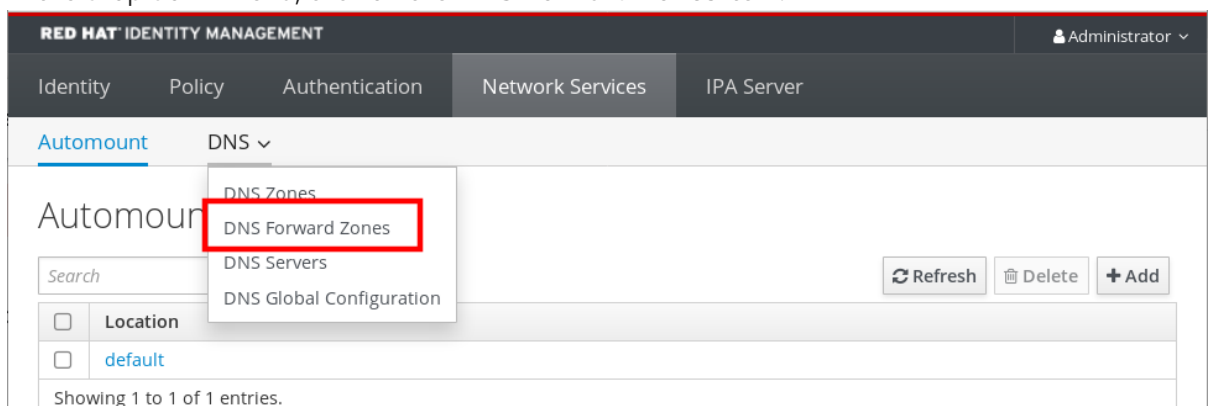 RED HAT IDENTITY MANAGEMENT Administrator
Identity Policy Authentication Network Services IPA Server
Automount DNS
DNS Zones
DNS Forward Zones
DNS Servers
DNS Global Configuration
Search
Refresh Delete Add
Location
default
Showing 1 to 1 of 1 entries.